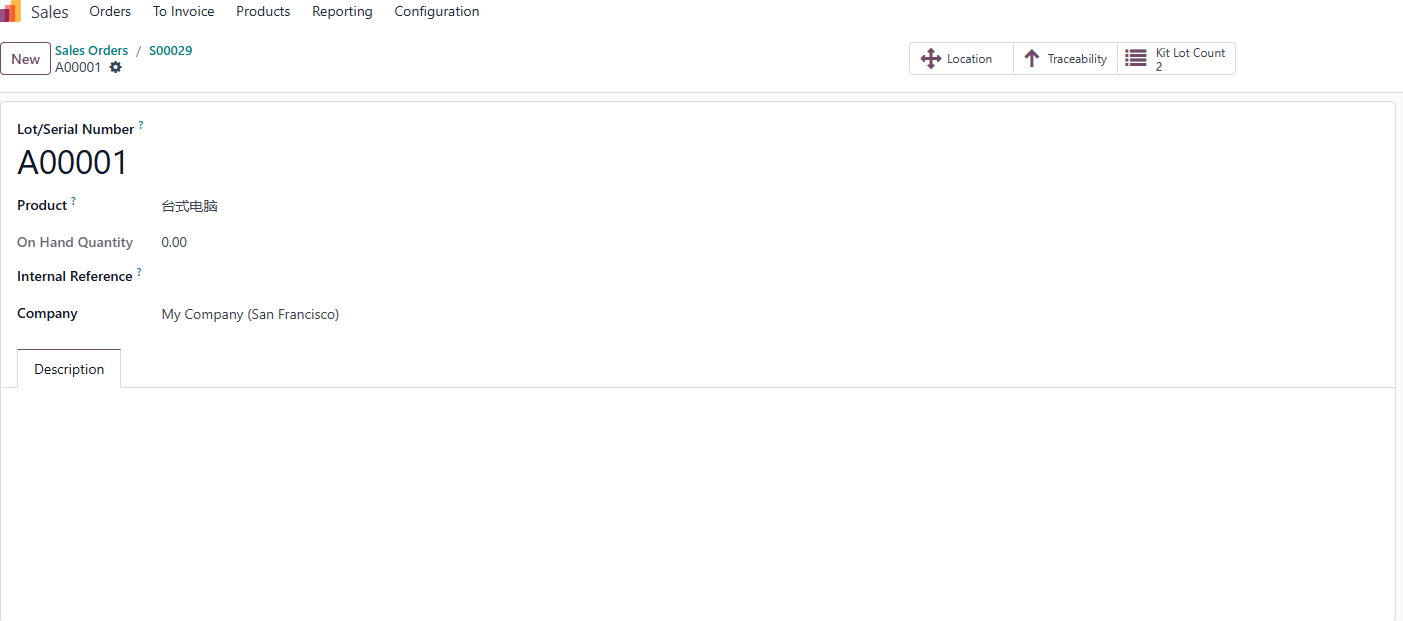 Sales Orders To Invoice Products Reporting Configuration
New
Sales Orders / S00029
A00001
Location
Traceability
Kit Lot Count
2
Lot/Serial Number ?
A00001
Product ? 台式电脑
On Hand Quantity 0.00
Internal Reference ?
Company My Company (San Francisco)
Description